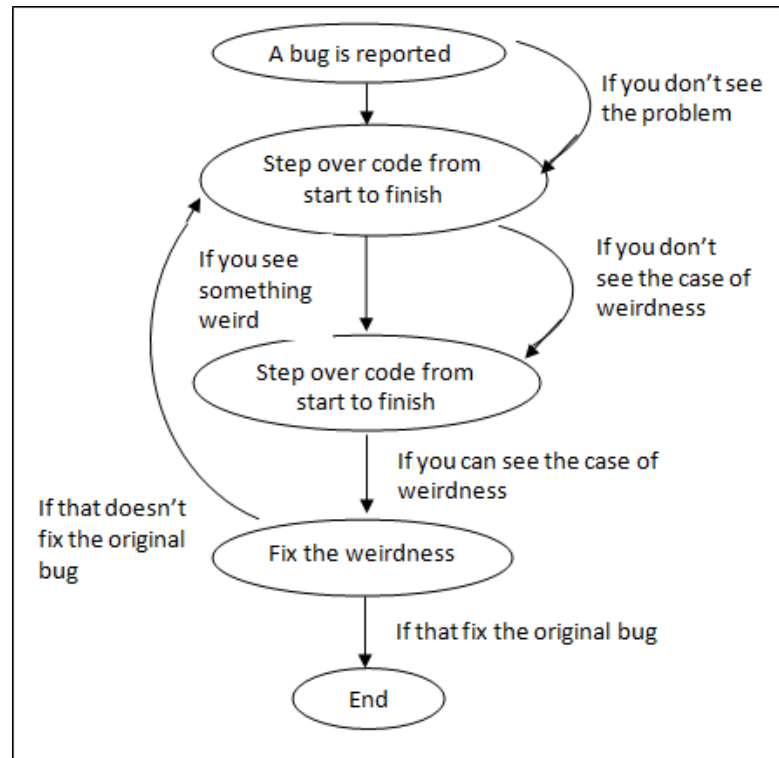 A bug is reported
If you don't see
the problem
Step over code from
start to finish
If you see
something
weird
If you don't
see the case of
weirdness
Step over code from
start to finish
If you can see the case of
weirdness
If that doesn't
fix the original
bug
Fix the weirdness
If that fix the original bug
End